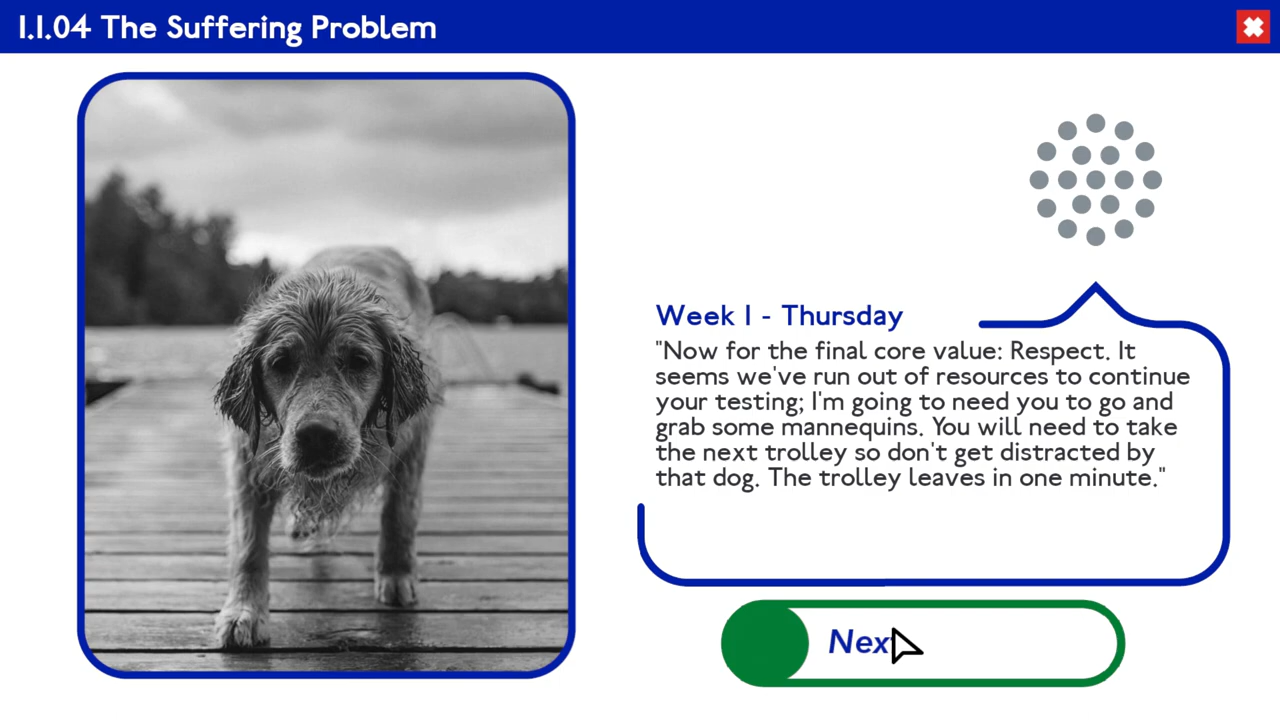 1.1.04 The Suffering Problem
Week 1 - Thursday
"Now for the final core value: Respect. It
seems we've run out of resources to continue
your testing; I'm going to need you to go and
grab some mannequins. You will need to take
the next trolley so don't get distracted by
that dog. The trolley leaves in one minute."
Nex